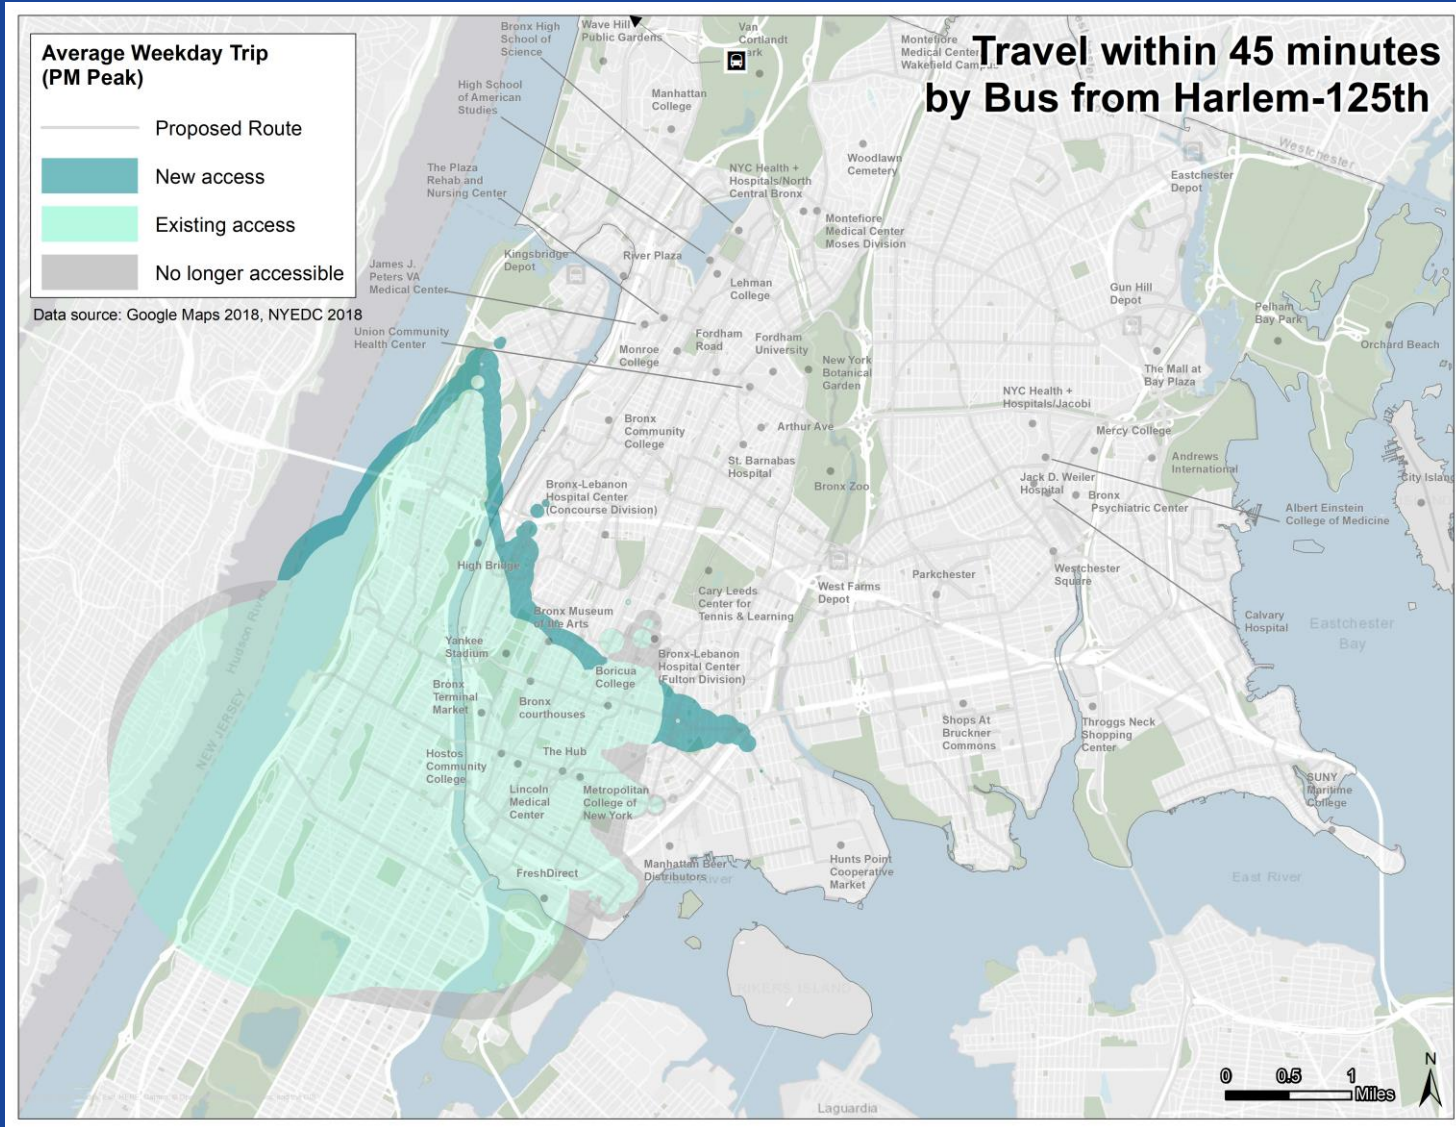 Travel within 45 minutes
by Bus from Harlem-125th
Average Weekday Trip
(PM Peak)
Proposed Route
New access
Existing access
No longer accessible
Data source: Google Maps 2018, NYEDC 2018
Bronx High
School of
Science
Wave Hill
Public Gardens
Van
Cortlandt
Park
Montefiore
Medical Center
Wakefield Campus
High School
of American
Studies
Manhattan
College
The Plaza
Rehab and
Nursing Center
NYC Health +
Hospitals/North
Central Bronx
Woodlawn
Cemetery
Westchester
Eastchester
Depot
Montefiore
Medical Center
Moses Division
Kingsbridge
Depot
River Plaza
James J.
Peters VA
Medical Center
Lehman
College
Gun Hill
Depot
Pelham
Bay Park
Orchard Beach
Union Community
Health Center
Monroe
College
Fordham
Road
Fordham
University
New York
Botanical
Garden
The Mall at
Bay Plaza
NYC Health +
Hospitals/Jacobi
Bronx
Community
College
Arthur Ave
Mercy College
St. Barnabas
Hospital
Bronx Zoo
Andrews
International
City Island
Jack D. Weiler
Hospital
Bronx
Psychiatric Center
Bronx-Lebanon
Hospital Center
(Concourse Division)
Albert Einstein
College of Medicine
High Bridge
Cary Leeds
Center for
Tennis & Learning
West Farms
Depot
Parkchester
Westchester
Square
Hudson River
NEW JERSEY
Bronx Museum
of the Arts
Calvary
Hospital
Eastchester
Bay
Yankee
Stadium
Bronx-Lebanon
Hospital Center
(Fulton Division)
Boricua
College
Bronx
Terminal
Market
Bronx
courthouses
Shops At
Bruckner
Commons
Throggs Neck
Shopping
Center
Hostos
Community
College
The Hub
Lincoln
Medical
Center
Metropolitan
College of
New York
SUNY
Maritime
College
FreshDirect
Manhattan Beer
Distributors
East River
Hunts Point
Cooperative
Market
East River
RIKERS ISLAND
Laguardia
0 0.5 1
Miles
N